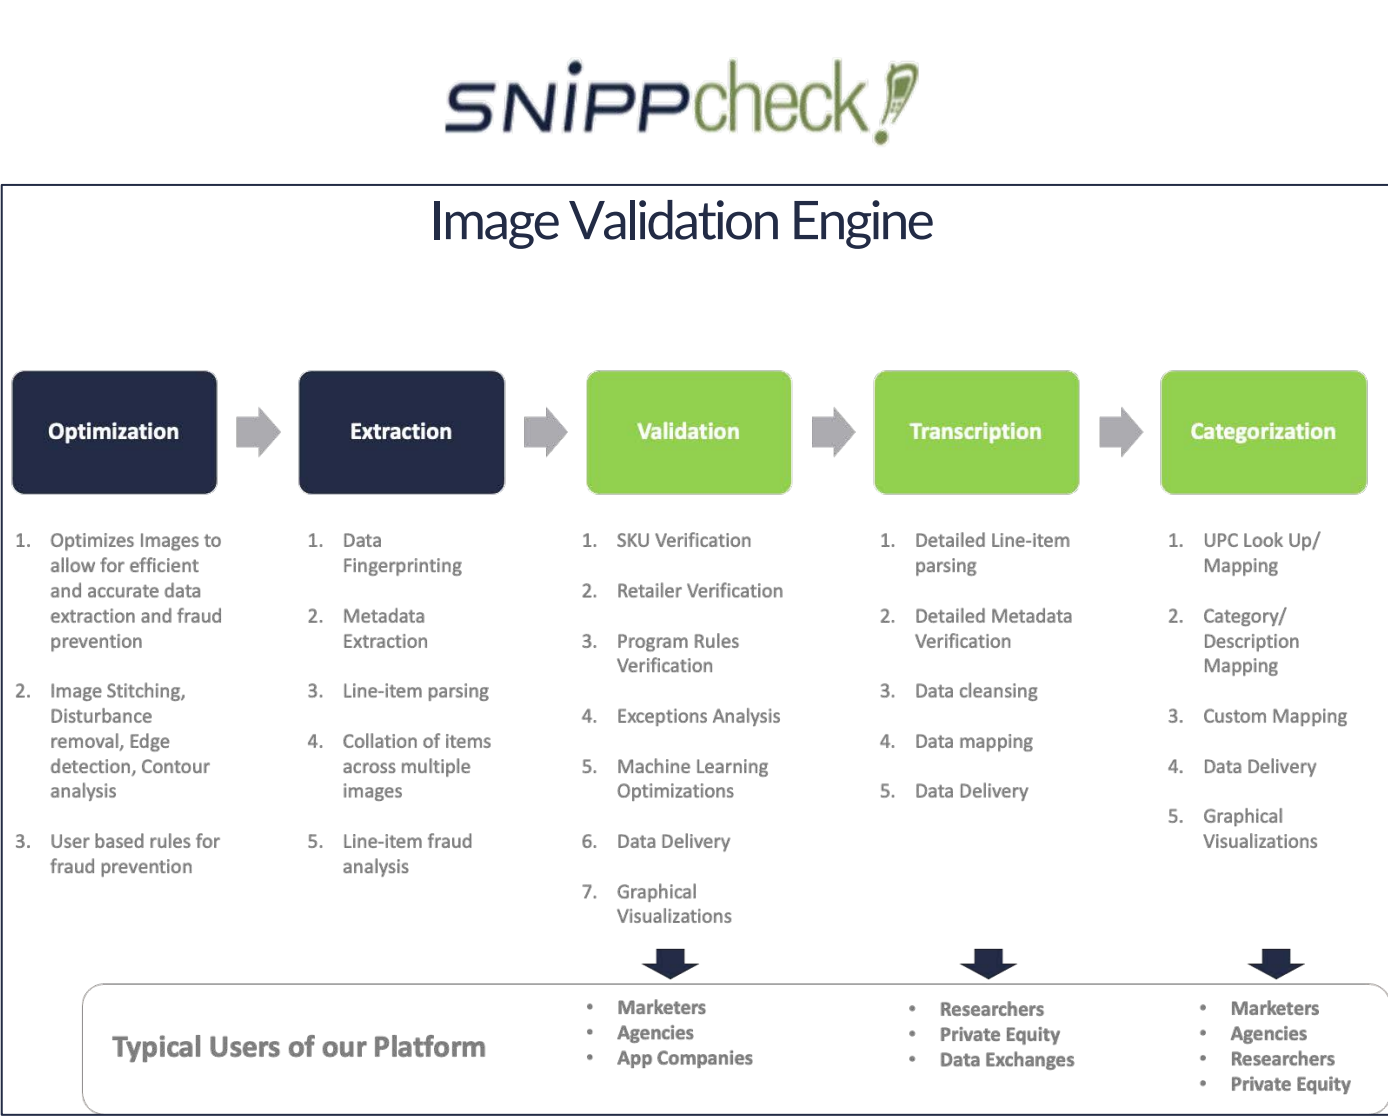 SNiPPcheck!
Image Validation Engine
Optimization
Extraction
Validation
Transcription
Categorization
1. Optimizes Images to
allow for efficient
and accurate data
extraction and fraud
prevention
2. Image Stitching,
Disturbance
removal, Edge
detection, Contour
analysis
3. User based rules for
fraud prevention
1. Data
Fingerprinting
2. Metadata
Extraction
3. Line-item parsing
4. Collation of items
across multiple
images
5. Line-item fraud
analysis
1. SKU Verification
2. Retailer Verification
3. Program Rules
Verification
4. Exceptions Analysis
5. Machine Learning
Optimizations
6. Data Delivery
7. Graphical
Visualizations
1. Detailed Line-item
parsing
2. Detailed Metadata
Verification
3. Data cleansing
4. Data mapping
5. Data Delivery
1. UPC Look Up/
Mapping
2. Category/
Description
Mapping
3. Custom Mapping
4. Data Delivery
5. Graphical
Visualizations
Typical Users of our Platform
• Marketers
• Agencies
• App Companies
• Researchers
• Private Equity
• Data Exchanges
• Marketers
• Agencies
• Researchers
• Private Equity